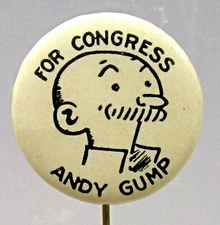 FOR CONGRESS
ANDY GUMP